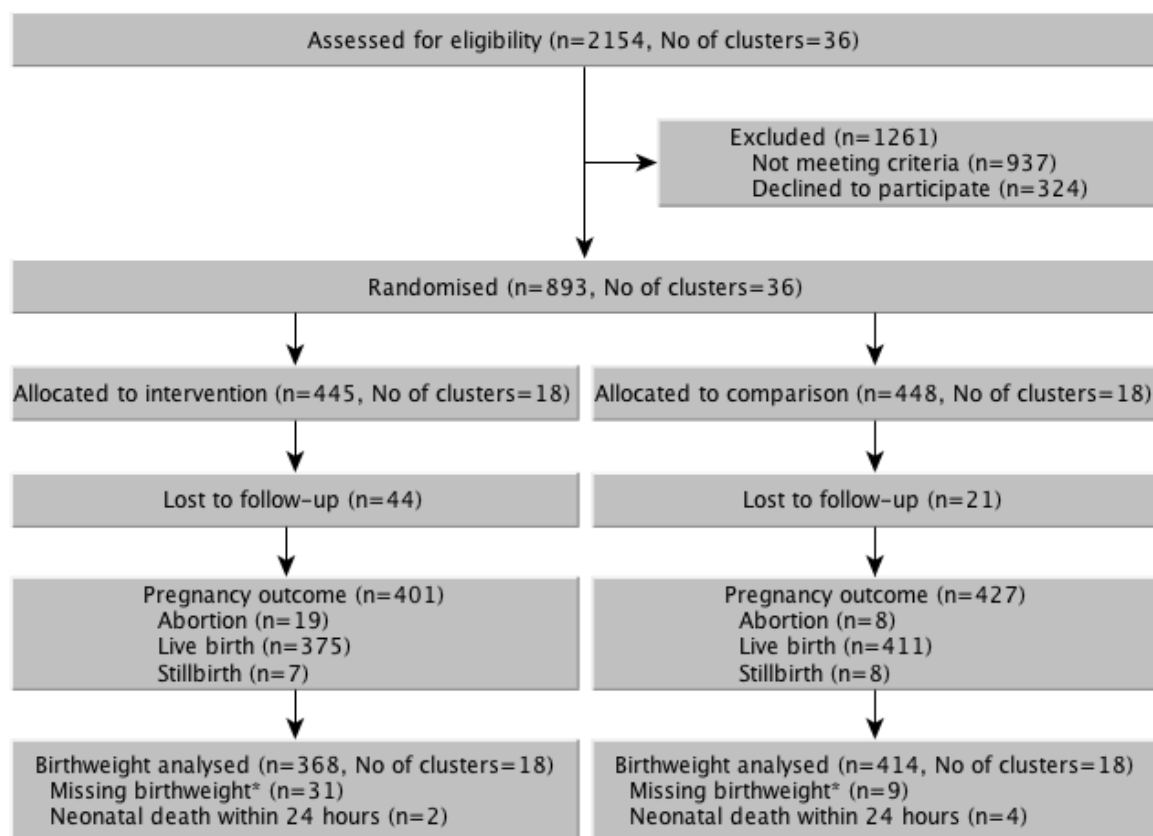 Assessed for eligibility (n=2154, No of clusters=36)
Excluded (n=1261)
Not meeting criteria (n=937)
Declined to participate (n=324)
Randomised (n=893, No of clusters=36)
Allocated to intervention (n=445, No of clusters=18)
Allocated to comparison (n=448, No of clusters=18)
Lost to follow-up (n=44)
Lost to follow-up (n=21)
Pregnancy outcome (n=401)
Abortion (n=19)
Live birth (n=375)
Stillbirth (n=7)
Pregnancy outcome (n=427)
Abortion (n=8)
Live birth (n=411)
Stillbirth (n=8)
Birthweight analysed (n=368, No of clusters=18)
Missing birthweight* (n=31)
Neonatal death within 24 hours (n=2)
Birthweight analysed (n=414, No of clusters=18)
Missing birthweight* (n=9)
Neonatal death within 24 hours (n=4)